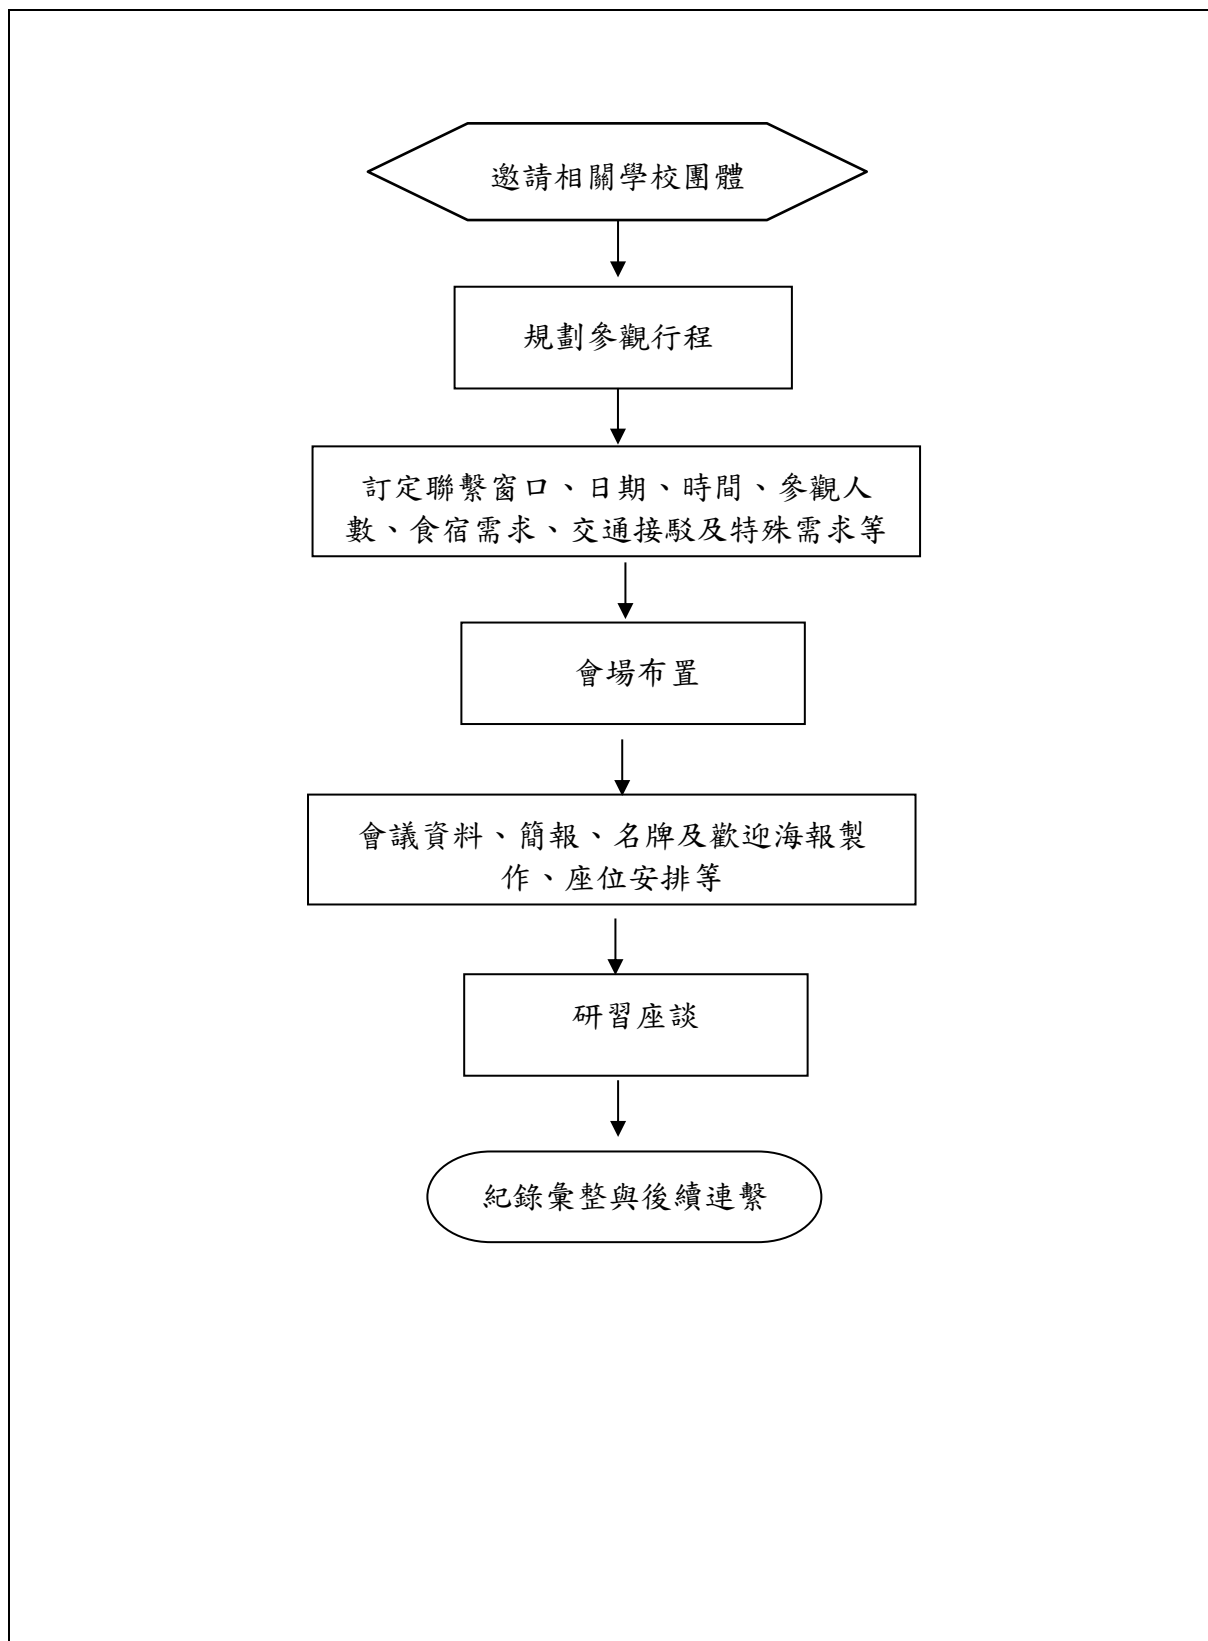 邀請相關學校團體
規劃參觀行程
訂定聯繫窗口、日期、時間、參觀人
數、食宿需求、交通接駁及特殊需求等
會場布置
會議資料、簡報、名牌及歡迎海報製
作、座位安排等
研習座談
紀錄彙整與後續連繫